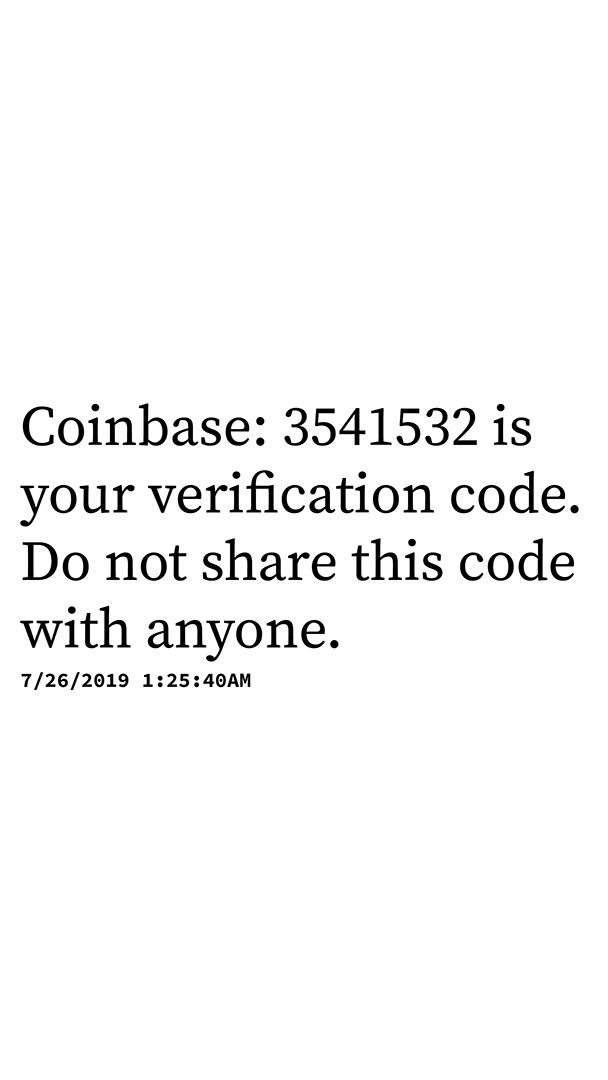 Coinbase: 3541532 is
your verification code.
Do not share this code
with anyone.
7/26/2019 1:25:40AM